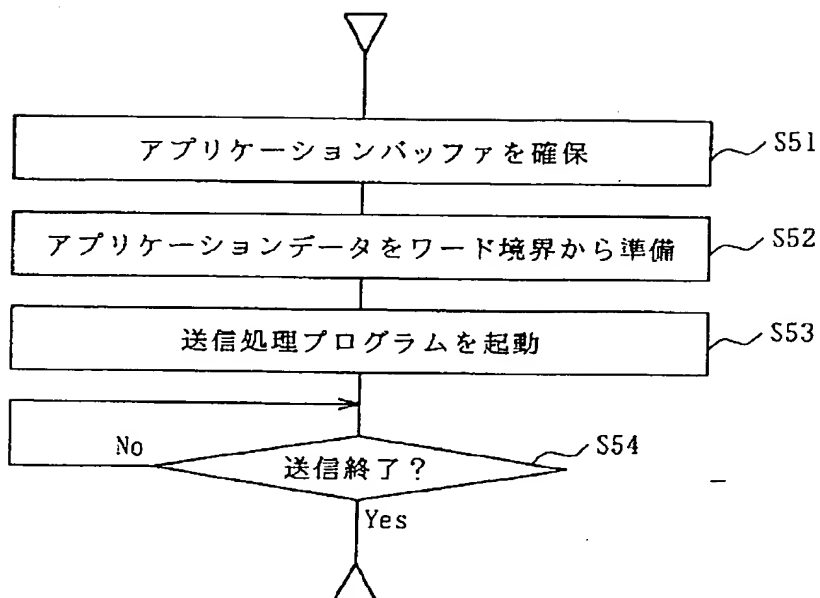 アプリケーションバッファを確保
S51
アプリケーションデータをワード境界から準備
S52
送信処理プログラムを起動
S53
No
送信終了?
S54
Yes